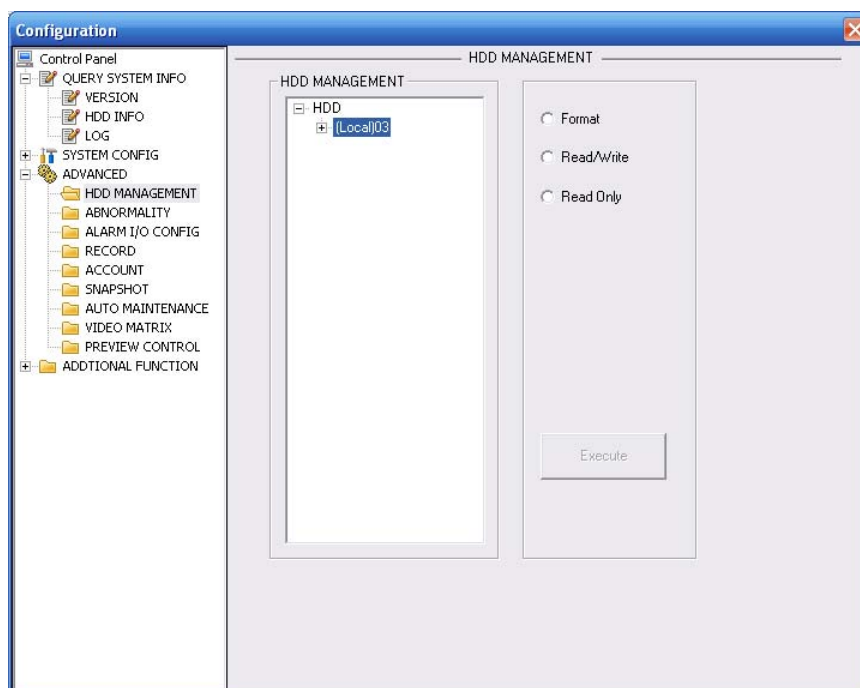 Configuration
Control Panel
QUERY SYSTEM INFO
VERSION
HDD INFO
LOG
SYSTEM CONFIG
ADVANCED
HDD MANAGEMENT
ABNORMALITY
ALARM I/O CONFIG
RECORD
ACCOUNT
SNAPSHOT
AUTO MAINTENANCE
VIDEO MATRIX
PREVIEW CONTROL
ADDTIONAL FUNCTION
HDD MANAGEMENT
HDD MANAGEMENT
HDD
(Local)03
Format
Read/Write
Read Only
Execute